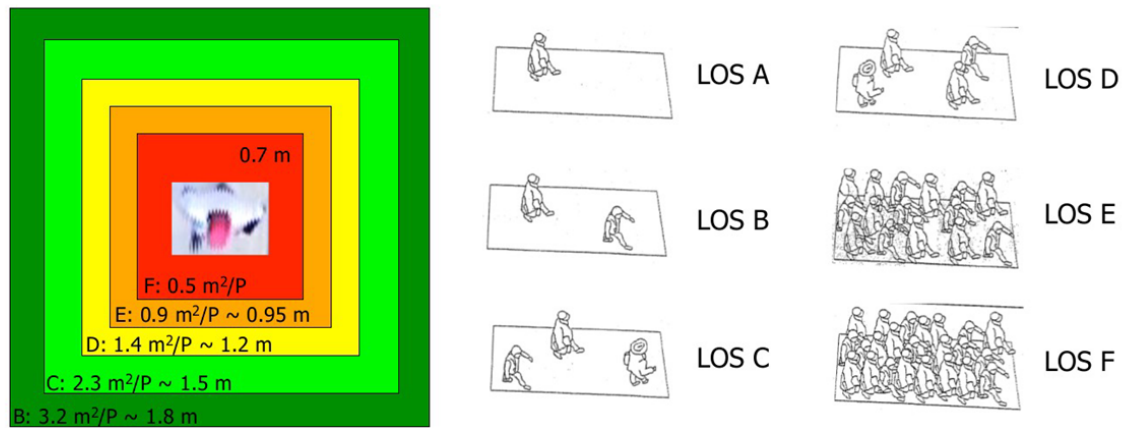 0.7 m
F: 0.5 m²/P
E: 0.9 m²/P ~ 0.95 m
D: 1.4 m²/P ~ 1.2 m
C: 2.3 m²/P ~ 1.5 m
B: 3.2 m²/P ~ 1.8 m
LOS A
LOS B
LOS C
LOS D
LOS E
LOS F